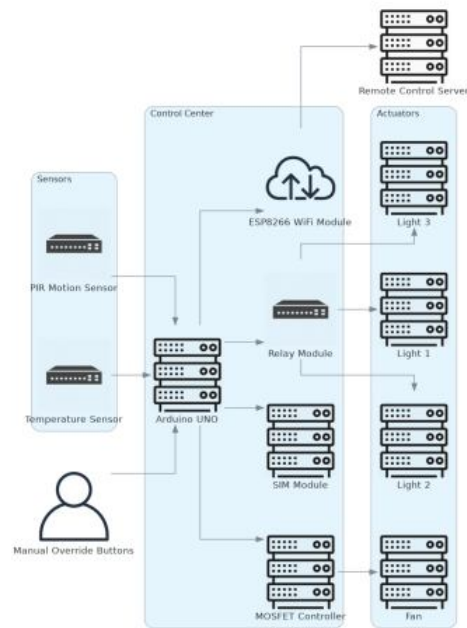 Remote Control Server
Control Center
Actuators
Sensors
ESP8266 WiFi Module
Light 3
PIR Motion Sensor
Relay Module
Light 1
Temperature Sensor
Arduino UNO
SIM Module
Light 2
Manual Override Buttons
MOSFET Controller
Fan